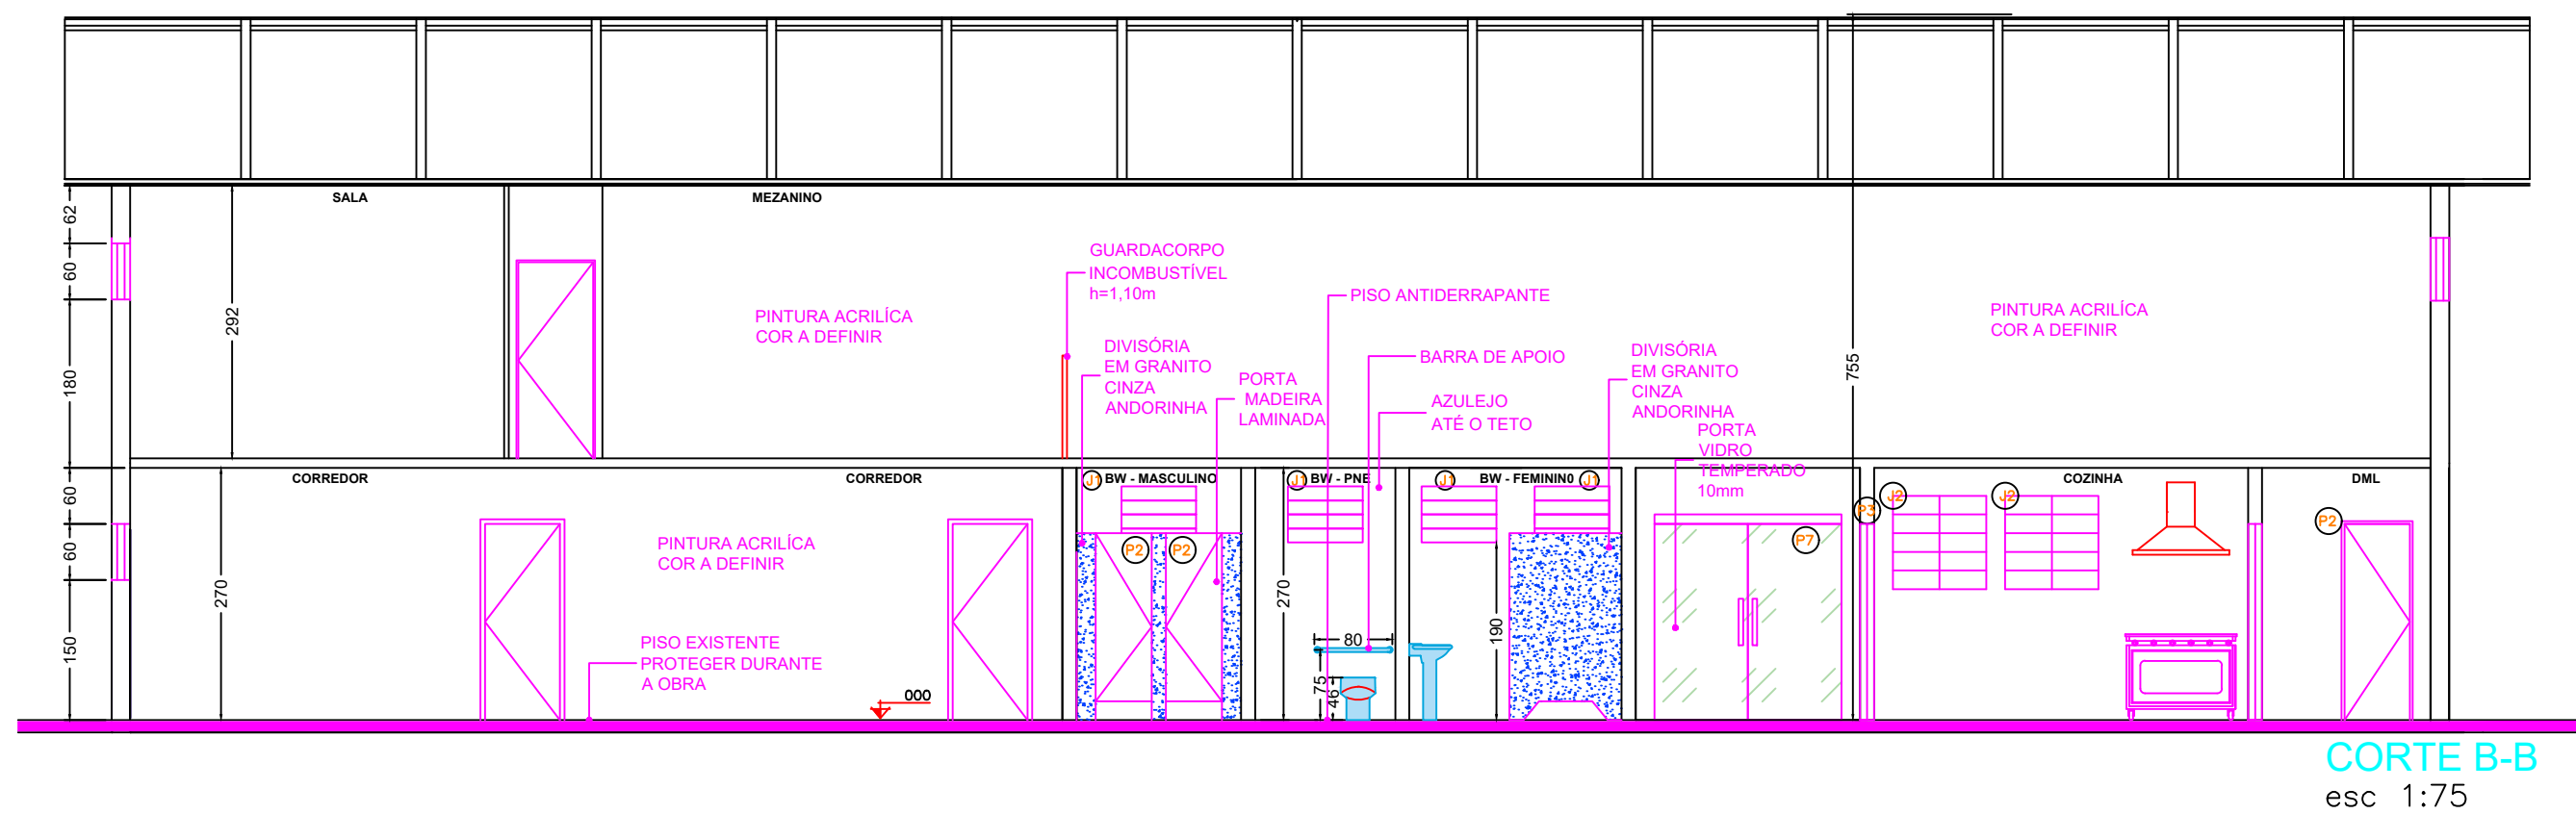 SALA
MEZANINO
62
60
180
60
60
150
292
270
GUARDACORPO
INCOMBUSTÍVEL
h=1,10m
PINTURA ACRILÍCA
COR A DEFINIR
PISO ANTIDERRAPANTE
PINTURA ACRILÍCA
COR A DEFINIR
DIVISÓRIA
EM GRANITO
CINZA
ANDORINHA
PORTA
MADEIRA
LAMINADA
BARRA DE APOIO
AZULEJO
ATÉ O TETO
DIVISÓRIA
EM GRANITO
CINZA
ANDORINHA
PORTA
VIDRO
TEMPERADO
10mm
755
CORREDOR
CORREDOR
J1 BW - MASCULINO
J1 BW - PNE
J1 BW - FEMININ0 J1
COZINHA
DML
J2
J2
P3
P2
P2
P2
P7
PINTURA ACRILÍCA
COR A DEFINIR
270
190
80
75
46
PISO EXISTENTE
PROTEGER DURANTE
A OBRA
000
CORTE B-B
esc 1:75